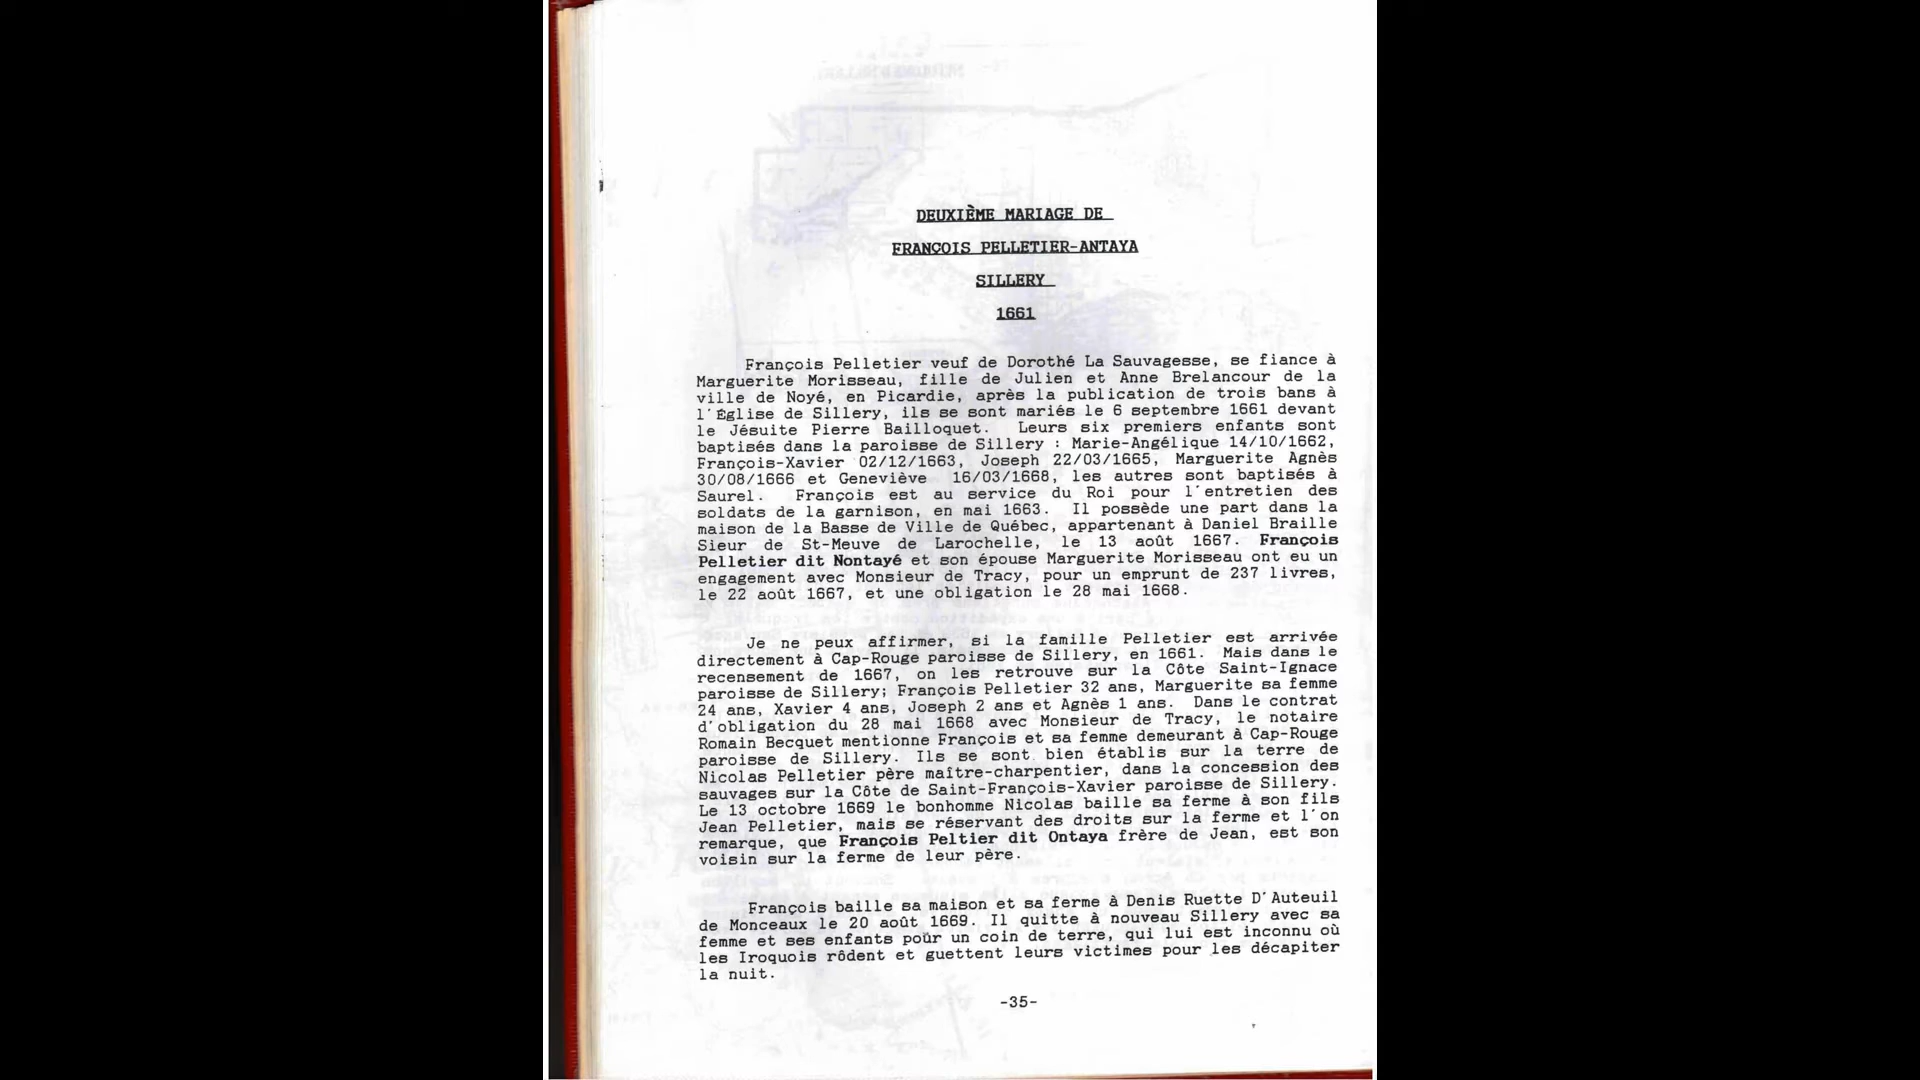 DEUXIÈME MARIAGE DE
FRANÇOIS PELLETIER-ANTAYA
SILLERY
1661
François Pelletier veuf de Dorothé La Sauvagesse, se fiance à
Marguerite Morisseau, fille de Julien et Anne Brelancour de la
ville de Noyé, en Picardie, après la publication de trois bans à
l'Église de Sillery, ils se sont mariés le 6 septembre 1661 devant
le Jésuite Pierre Bailloquet. Leurs six premiers enfants sont
baptisés dans la paroisse de Sillery : Marie-Angélique 14/10/1662,
François-Xavier 02/12/1663, Joseph 22/03/1665, Marguerite Agnès
30/08/1666 et Geneviève 16/03/1668, les autres sont baptisés à
Saurel. François est au service du Roi pour l'entretien des
soldats de la garnison, en mai 1663. Il possède une part dans la
maison de la Basse de Ville de Québec, appartenant à Daniel Braille
Sieur de St-Meuve de Larochelle, le 13 août 1667. François
Pelletier dit Nontayé et son épouse Marguerite Morisseau ont eu un
engagement avec Monsieur de Tracy, pour un emprunt de 237 livres,
le 22 août 1667, et une obligation le 28 mai 1668.
Je ne peux affirmer, si la famille Pelletier est arrivée
directement à Cap-Rouge paroisse de Sillery, en 1661. Mais dans le
recensement de 1667, on les retrouve sur la Côte Saint-Ignace
paroisse de Sillery; François Pelletier 32 ans, Marguerite sa femme
24 ans, Xavier 4 ans, Joseph 2 ans et Agnès 1 ans. Dans le contrat
d'obligation du 28 mai 1668 avec Monsieur de Tracy, le notaire
Romain Becquet mentionne François et sa femme demeurant à Cap-Rouge
paroisse de Sillery. Ils se sont bien établis sur la terre de
Nicolas Pelletier père maître-charpentier, dans la concession des
sauvages sur la Côte de Saint-François-Xavier paroisse de Sillery.
Le 13 octobre 1669 le bonhomme Nicolas baille sa ferme à son fils
Jean Pelletier, mais se réservant des droits sur la ferme et l'on
remarque, que François Peltier dit Ontaya frère de Jean, est son
voisin sur la ferme de leur père.
François baille sa maison et sa ferme à Denis Ruette D'Auteuil
de Monceaux le 20 août 1669. Il quitte à nouveau Sillery avec sa
femme et ses enfants pour un coin de terre, qui lui est inconnu où
les Iroquois rôdent et guettent leurs victimes pour les décapiter
la nuit.
-35-